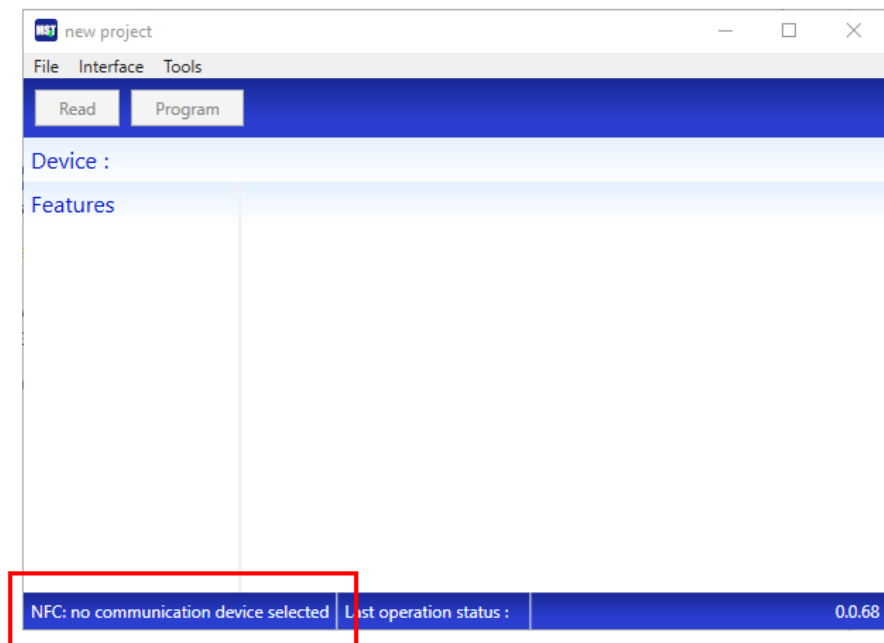 MST new project
File Interface Tools
Read Program
Device :
Features
NFC: no communication device selected Last operation status : 0.0.68